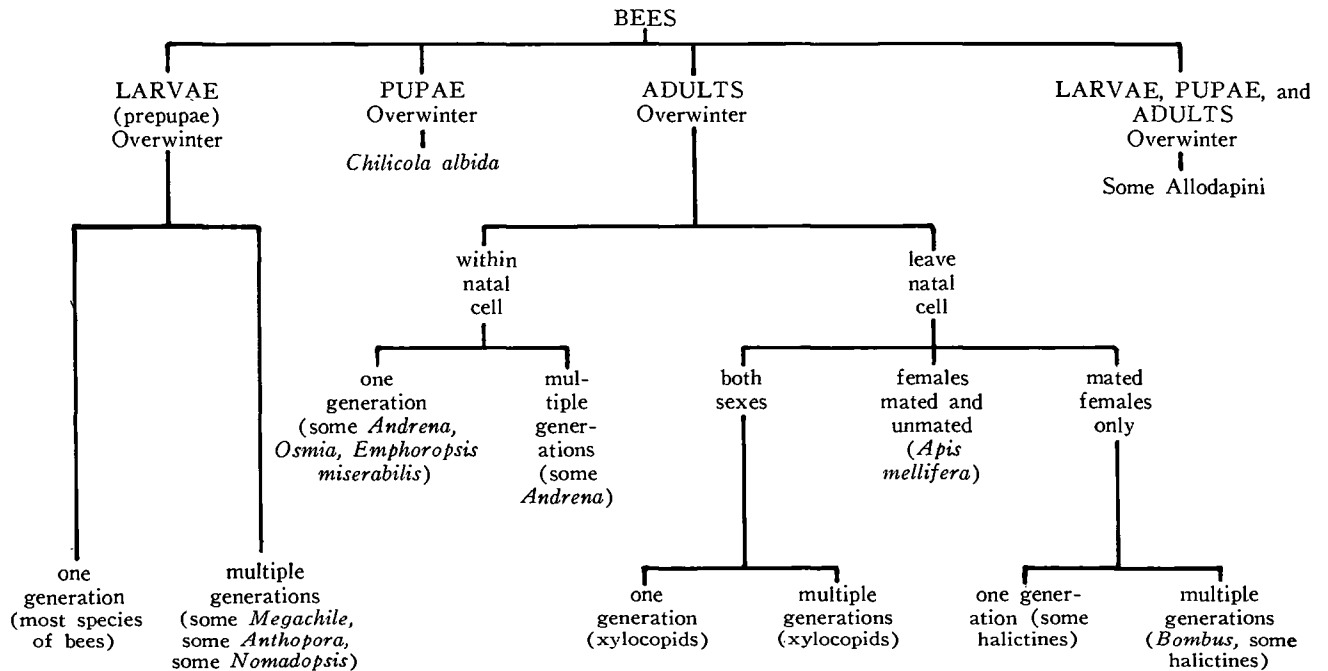 BEES
LARVAE
(prepupae)
Overwinter
PUPAE
Overwinter
Chilicola albida
ADULTS
Overwinter
LARVAE, PUPAE, and
ADULTS
Overwinter
Some Allodapini
within
natal
cell
leave
natal
cell
one
generation
(some Andrena,
Osmia, Emphoropsis
miserabilis)
mul-
tiple
gener-
ations
(some
Andrena)
both
sexes
females
mated and
unmated
(Apis
mellifera)
mated
females
only
one
generation
(most species
of bees)
multiple
generations
(some Megachile,
some Anthopora,
some Nomadopsis)
one
generation
(xylocopids)
multiple
generations
(xylocopids)
one gener-
ation (some
halictines)
multiple
generations
(Bombus, some
halictines)